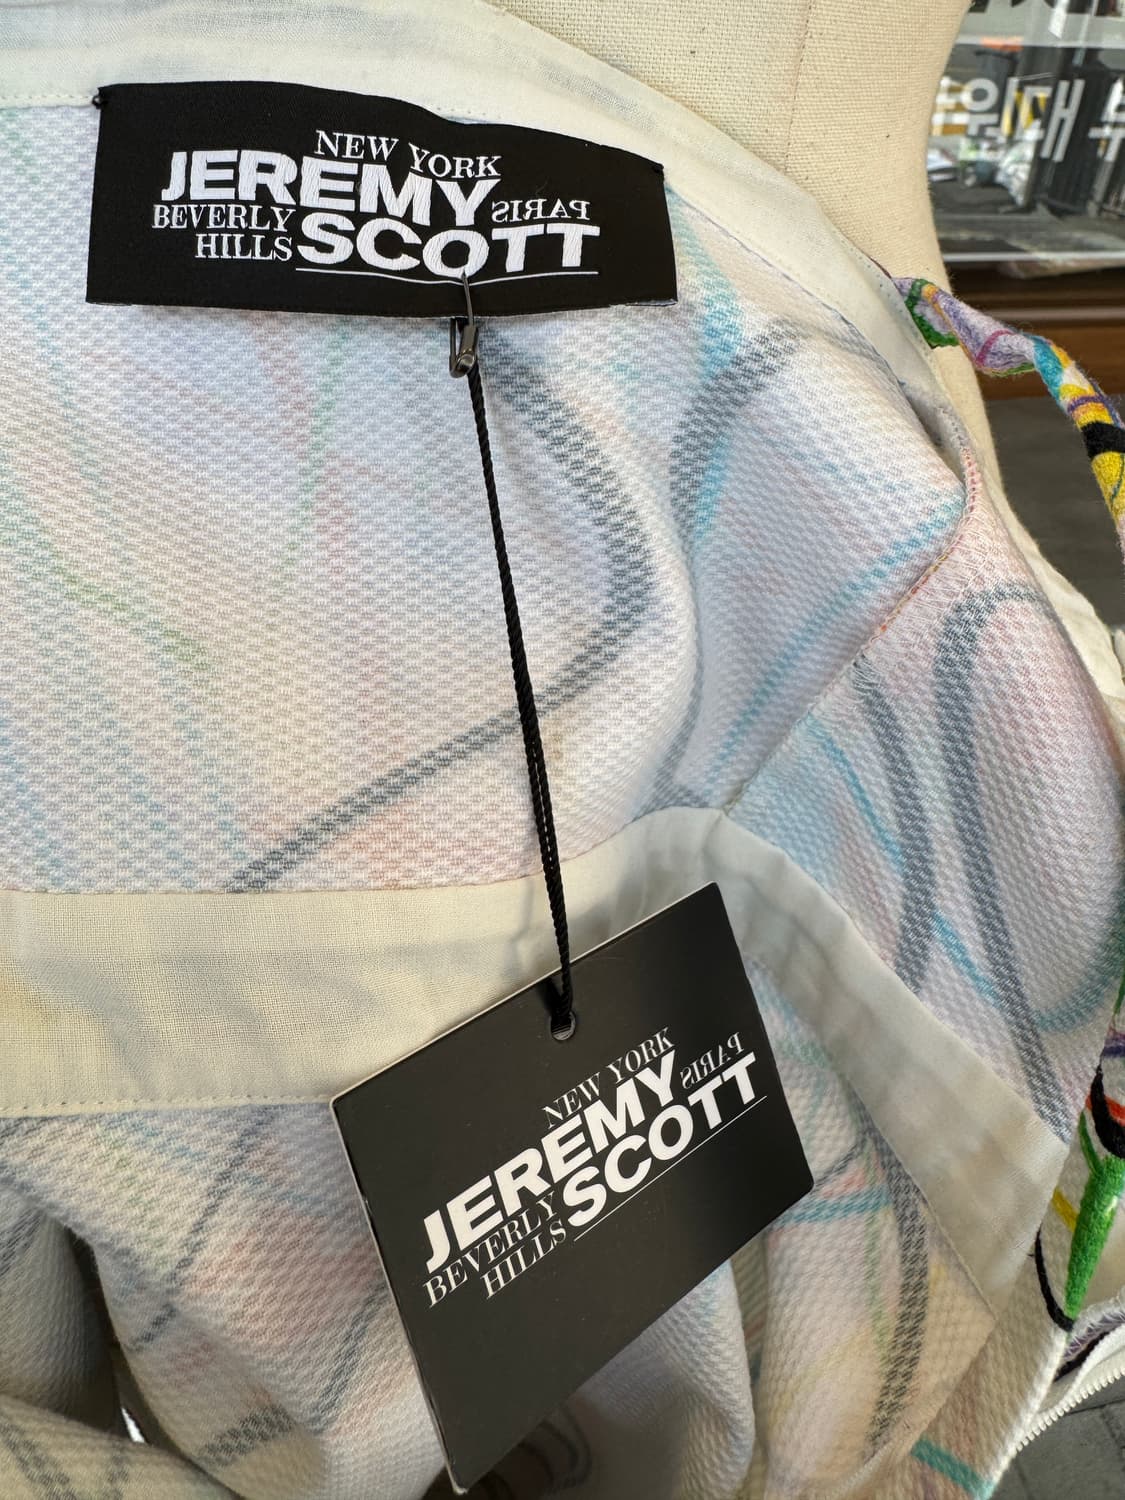 NEW YORK
JEREMY
PARIS
BEVERLY
SCOTT
HILLS
NEW YORK
JEREMY
PARIS
BEVERLY
SCOTT
HILLS